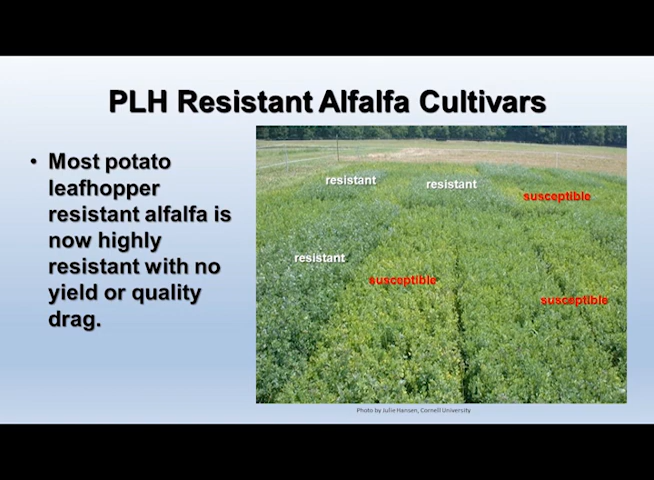 PLH Resistant Alfalfa Cultivars
• Most potato
leafhopper
resistant alfalfa is
now highly
resistant with no
yield or quality
drag.
resistant
resistant
susceptible
resistant
susceptible
susceptible
Photo by Julie Hansen, Cornell University